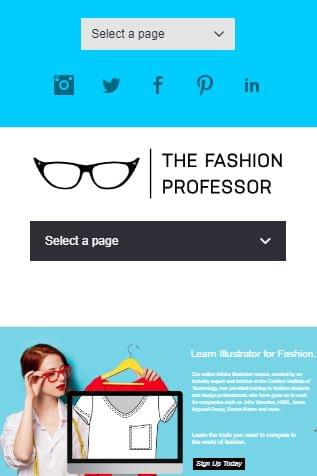 Select a page
THE FASHION
PROFESSOR
Select a page
Learn Illustrator for Fashion.
Our online Adobe Illustrator course, created by an
industry expert and teacher at the Fashion Institute of
Technology, has provided training to fashion students
and design professionals who have gone on to work
for companies such as John Varvatos, H&M, Jones
Apparel Group, Donna Karan and more.
Learn the tools you need to compete in
the world of fashion.
Sign Up Today